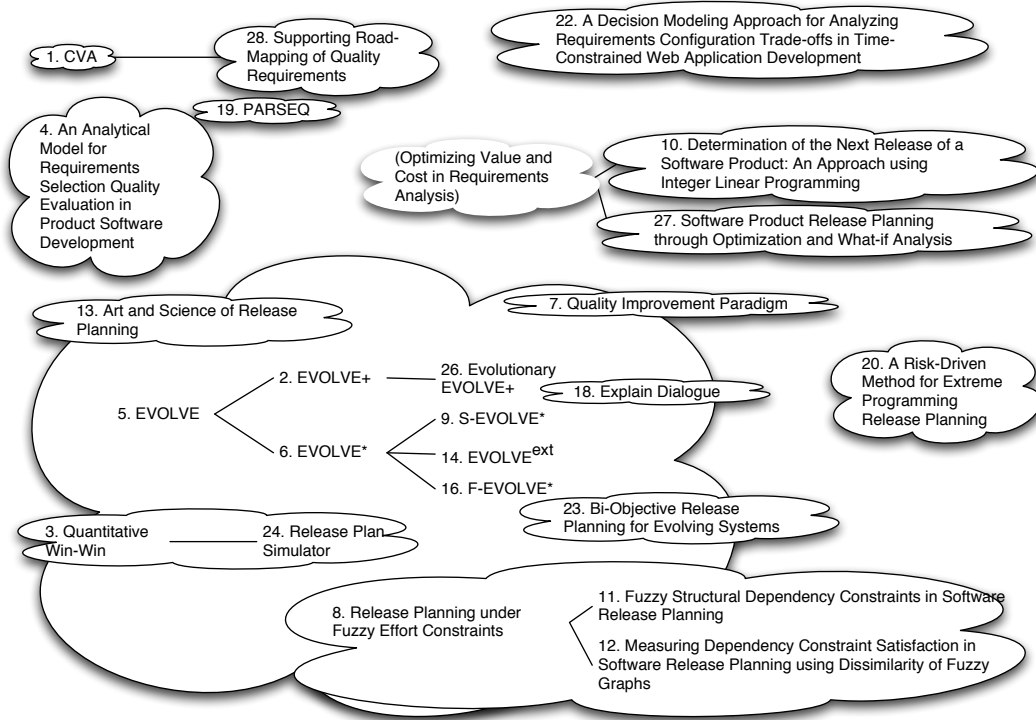 1. CVA
28. Supporting Road-
Mapping of Quality
Requirements
22. A Decision Modeling Approach for Analyzing
Requirements Configuration Trade-offs in Time-
Constrained Web Application Development
19. PARSEQ
4. An Analytical
Model for
Requirements
Selection Quality
Evaluation in
Product Software
Development
(Optimizing Value and
Cost in Requirements
Analysis)
10. Determination of the Next Release of a
Software Product: An Approach using
Integer Linear Programming
27. Software Product Release Planning
through Optimization and What-if Analysis
13. Art and Science of Release
Planning
7. Quality Improvement Paradigm
2. EVOLVE+
26. Evolutionary
EVOLVE+
18. Explain Dialogue
20. A Risk-Driven
Method for Extreme
Programming
Release Planning
5. EVOLVE
9. S-EVOLVE*
6. EVOLVE*
14. EVOLVEext
16. F-EVOLVE*
3. Quantitative
Win-Win
24. Release Plan
Simulator
23. Bi-Objective Release
Planning for Evolving Systems
8. Release Planning under
Fuzzy Effort Constraints
11. Fuzzy Structural Dependency Constraints in Software
Release Planning
12. Measuring Dependency Constraint Satisfaction in
Software Release Planning using Dissimilarity of Fuzzy
Graphs